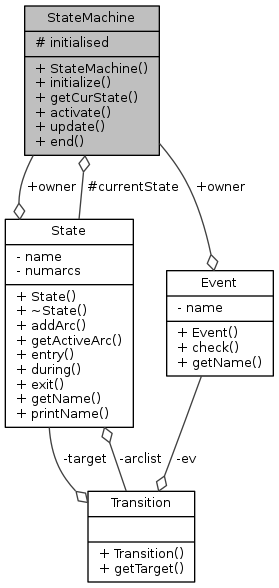 StateMachine
# initialised
+ StateMachine()
+ initialize()
+ getCurState()
+ activate()
+ update()
+ end()
+owner
#currentState
+owner
State
- name
- numarcs
+ State()
+ ~State()
+ addArc()
+ getActiveArc()
+ entry()
+ during()
+ exit()
+ getName()
+ printName()
Event
- name
+ Event()
+ check()
+ getName()
-target
-arclist
-ev
Transition
+ Transition()
+ getTarget()